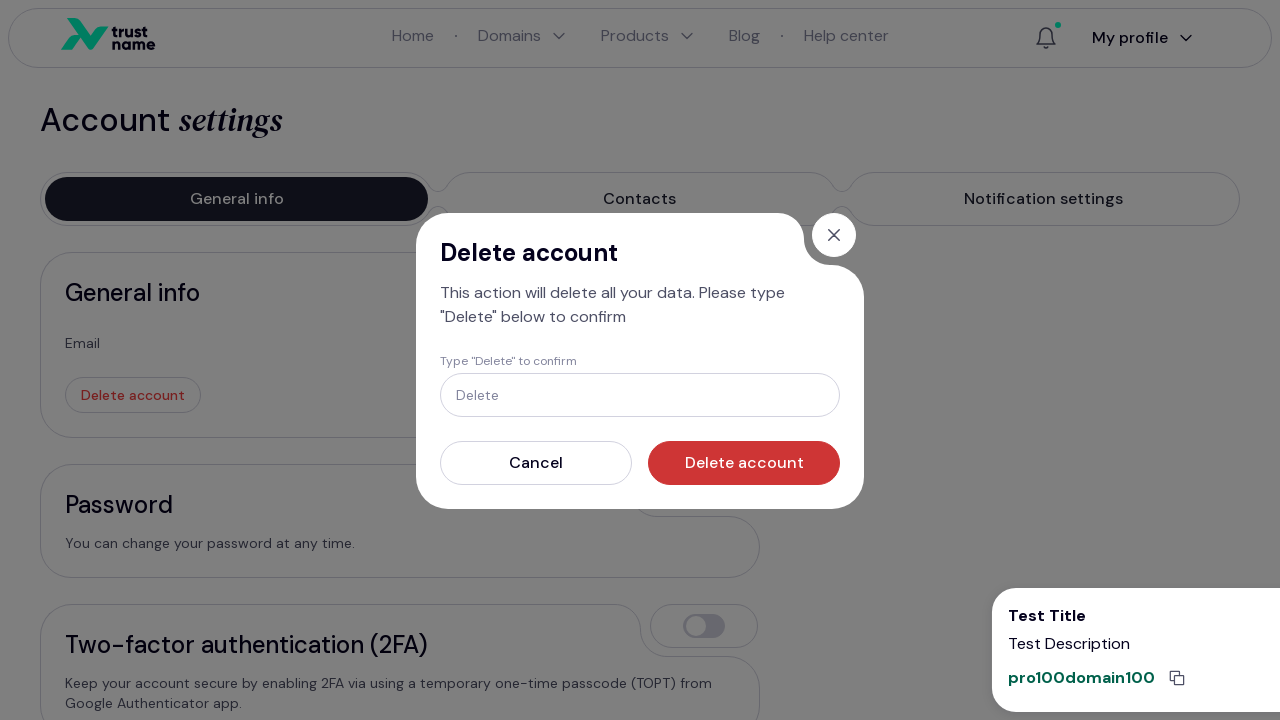 trust
name
Home · Domains Products Blog · Help center
My profile
Account settings
General info
Contacts
Notification settings
General info
Email
Delete account
Password
You can change your password at any time.
Two-factor authentication (2FA)
Keep your account secure by enabling 2FA via using a temporary one-time passcode (TOPT) from
Google Authenticator app.
Delete account
This action will delete all your data. Please type
"Delete" below to confirm
Type "Delete" to confirm
Delete
Cancel
Delete account
Test Title
Test Description
pro100domain100